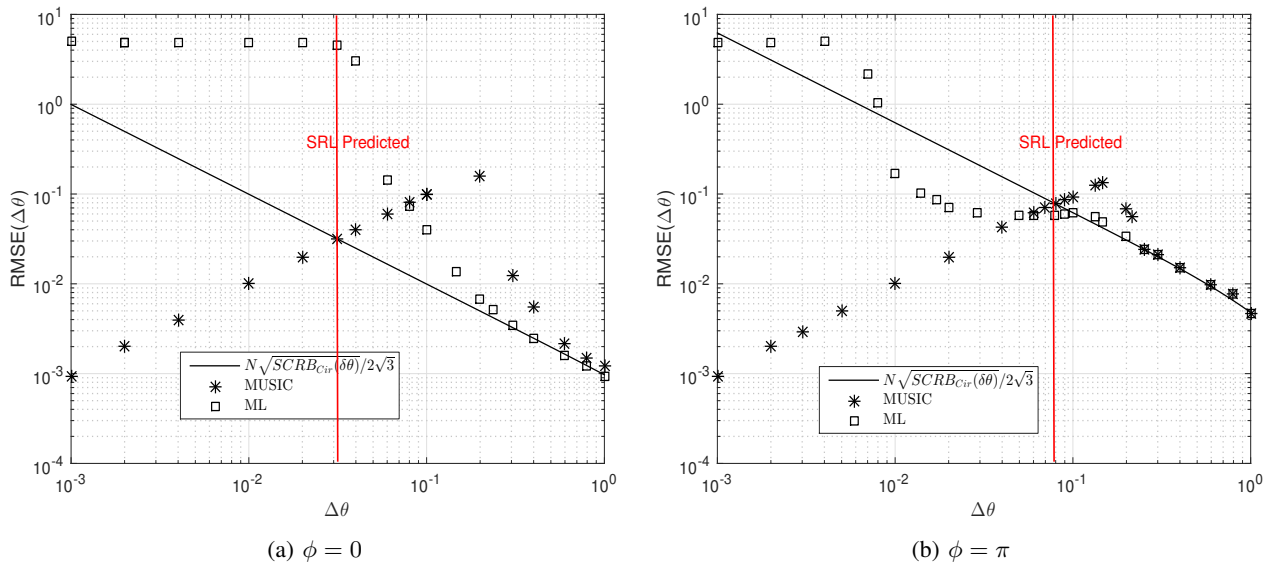 10^1
10^0
10^-1
10^-2
10^-3
10^-4
RMSE(Δθ)
SRL Predicted
N√SCRB_Cir(δθ)/2√3
MUSIC
ML
10^-3
10^-2
10^-1
10^0
Δθ
(a) ϕ = 0
10^1
10^0
10^-1
10^-2
10^-3
10^-4
RMSE(Δθ)
SRL Predicted
N√SCRB_Cir(δθ)/2√3
MUSIC
ML
10^-3
10^-2
10^-1
10^0
Δθ
(b) ϕ = π